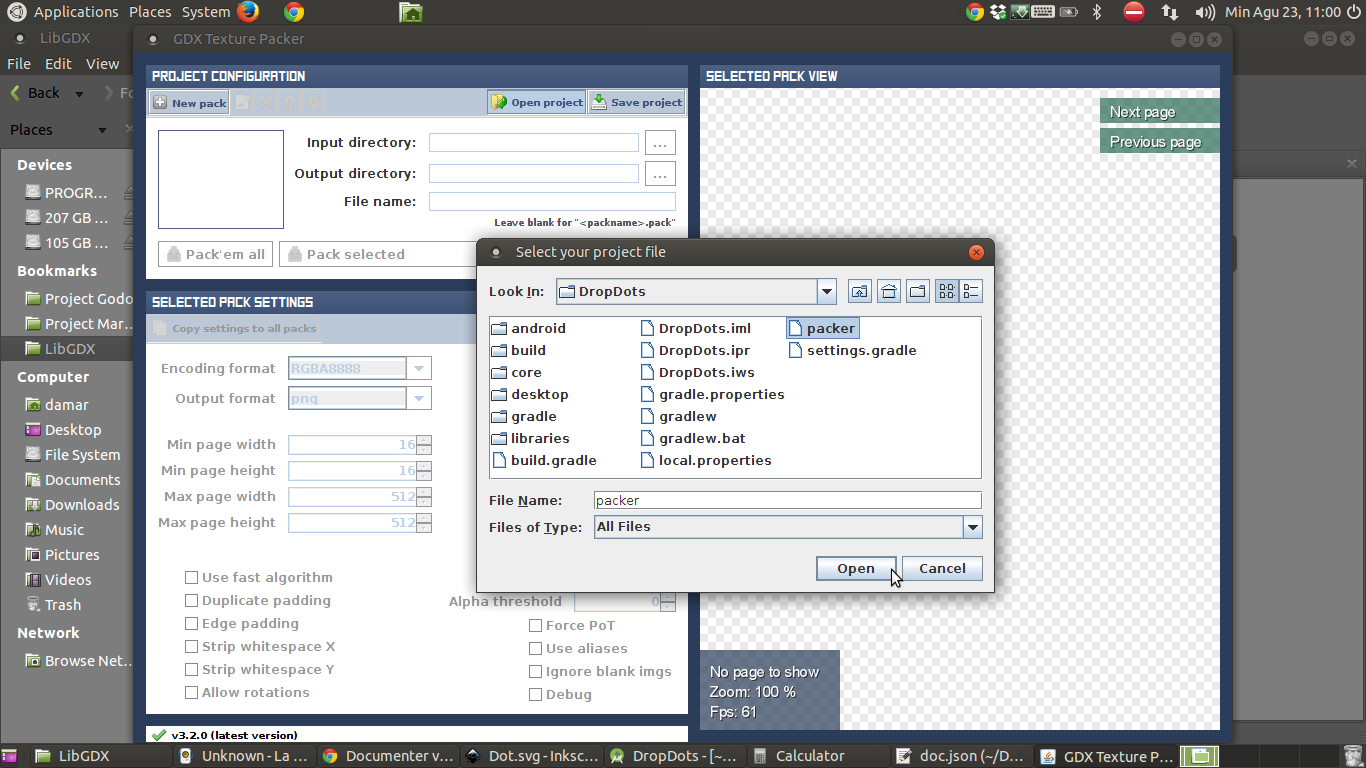 Applications Places System Min Agu 23, 11:00
LibGDX
File Edit View
Back
Places
Devices
PROGR...
207 GB ...
105 GB ...
Bookmarks
Project Godo
Project Mar...
LibGDX
Computer
damar
Desktop
File System
Documents
Downloads
Music
Pictures
Videos
Trash
Network
Browse Net...
GDX Texture Packer
PROJECT CONFIGURATION
New pack Open project Save project
Input directory: ...
Output directory: ...
File name:
Leave blank for "<packname>.pack"
Pack'em all Pack selected
SELECTED PACK SETTINGS
Copy settings to all packs
Encoding format RGBA8888
Output format png
Min page width 16
Min page height 16
Max page width 512
Max page height 512
Use fast algorithm
Duplicate padding
Edge padding
Strip whitespace X
Strip whitespace Y
Allow rotations
Alpha threshold 0
Force PoT
Use aliases
Ignore blank imgs
Debug
v3.2.0 (latest version)
SELECTED PACK VIEW
Next page
Previous page
No page to show
Zoom: 100 %
Fps: 61
Select your project file
Look In: DropDots
android
build
core
desktop
gradle
libraries
build.gradle
DropDots.iml
DropDots.ipr
DropDots.iws
gradle.properties
gradlew
gradlew.bat
local.properties
packer
settings.gradle
File Name: packer
Files of Type: All Files
Open Cancel
LibGDX Unknown - La ... Documenter v... Dot.svg - Inksc... DropDots - [~... Calculator doc.json (~/D... GDX Texture P...